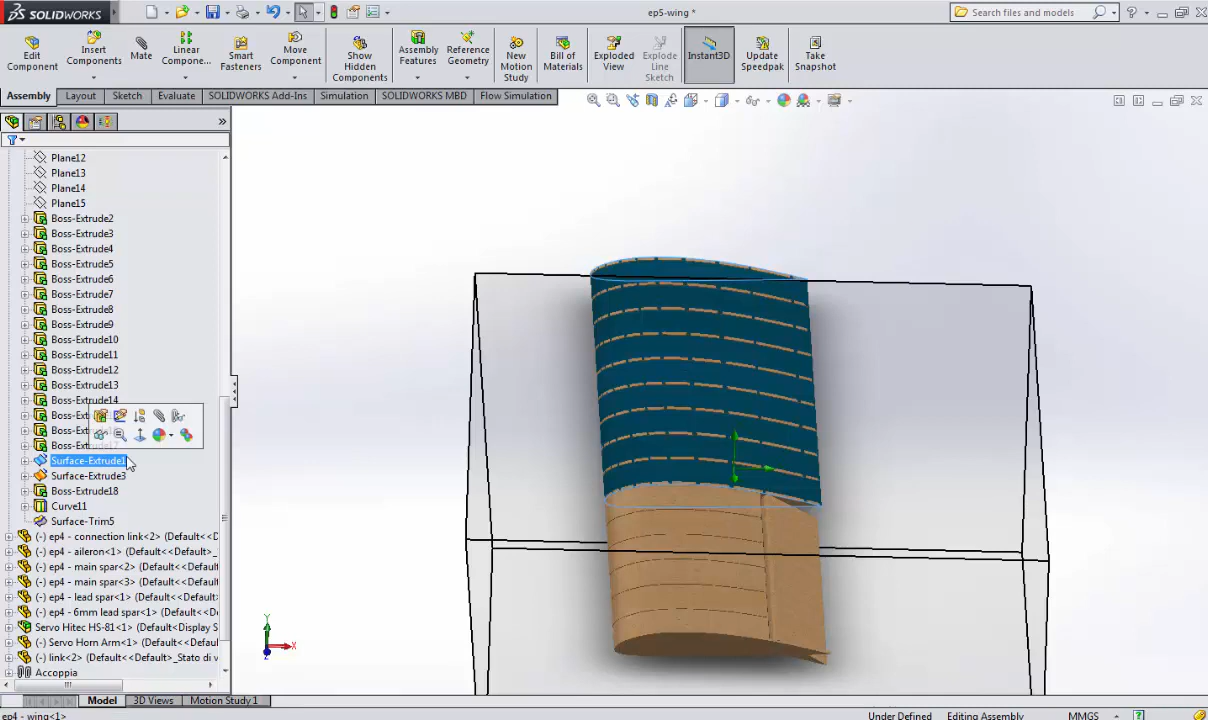 SOLIDWORKS
ep5-wing *
Search files and models
Edit Component
Insert Components
Mate
Linear Compone...
Smart Fasteners
Move Component
Show Hidden Components
Assembly Features
Reference Geometry
New Motion Study
Bill of Materials
Exploded View
Explode Line Sketch
Instant3D
Update Speedpak
Take Snapshot
Assembly
Layout
Sketch
Evaluate
SOLIDWORKS Add-Ins
Simulation
SOLIDWORKS MBD
Flow Simulation
Plane12
Plane13
Plane14
Plane15
Boss-Extrude2
Boss-Extrude3
Boss-Extrude4
Boss-Extrude5
Boss-Extrude6
Boss-Extrude7
Boss-Extrude8
Boss-Extrude9
Boss-Extrude10
Boss-Extrude11
Boss-Extrude12
Boss-Extrude13
Boss-Extrude14
Surface-Extrude1
Surface-Extrude3
Boss-Extrude18
Curve11
Surface-Trim5
(-) ep4 - connection link<2> (Default<<D
(-) ep4 - aileron<1> (Default<<Default>_
(-) ep4 - main spar<2> (Default<<Defaul
(-) ep4 - main spar<3> (Default<<Defaul
(-) ep4 - lead spar<1> (Default<<Default
(-) ep4 - 6mm lead spar<1> (Default<<D
Servo Hitec HS-81<1> (Default<Display S
(-) Servo Horn Arm<1> (Default<<Defaul
(-) link<2> (Default<<Default>_Stato di v
Accoppia
Y
X
Z
Model
3D Views
Motion Study 1
ep4 - wing<1>
Under Defined
Editing Assembly
MMGS